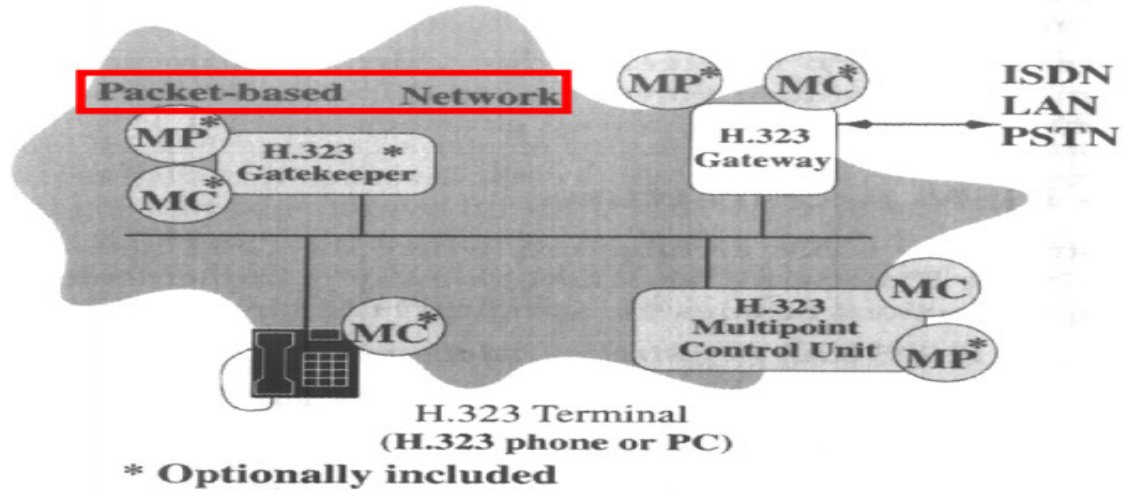 Packet-based Network
MP*
MC*
H.323 *
Gatekeeper
MP*
MC*
H.323
Gateway
ISDN
LAN
PSTN
MC*
H.323
Multipoint
Control Unit
MC
MP*
H.323 Terminal
(H.323 phone or PC)
* Optionally included